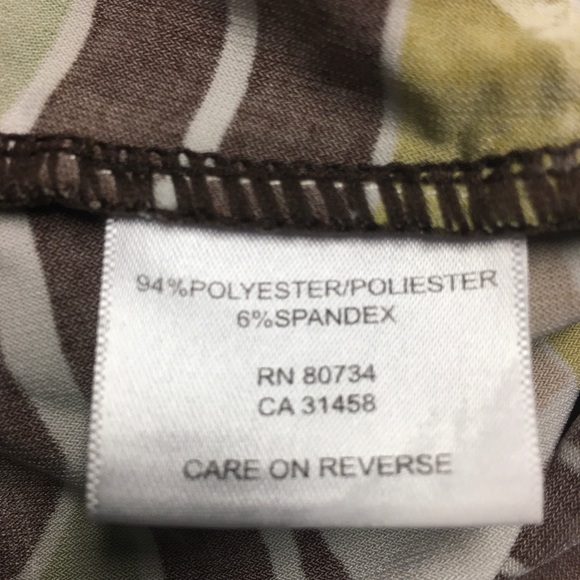 94%POLYESTER/POLIESTER
6%SPANDEX
RN 80734
CA 31458
CARE ON REVERSE